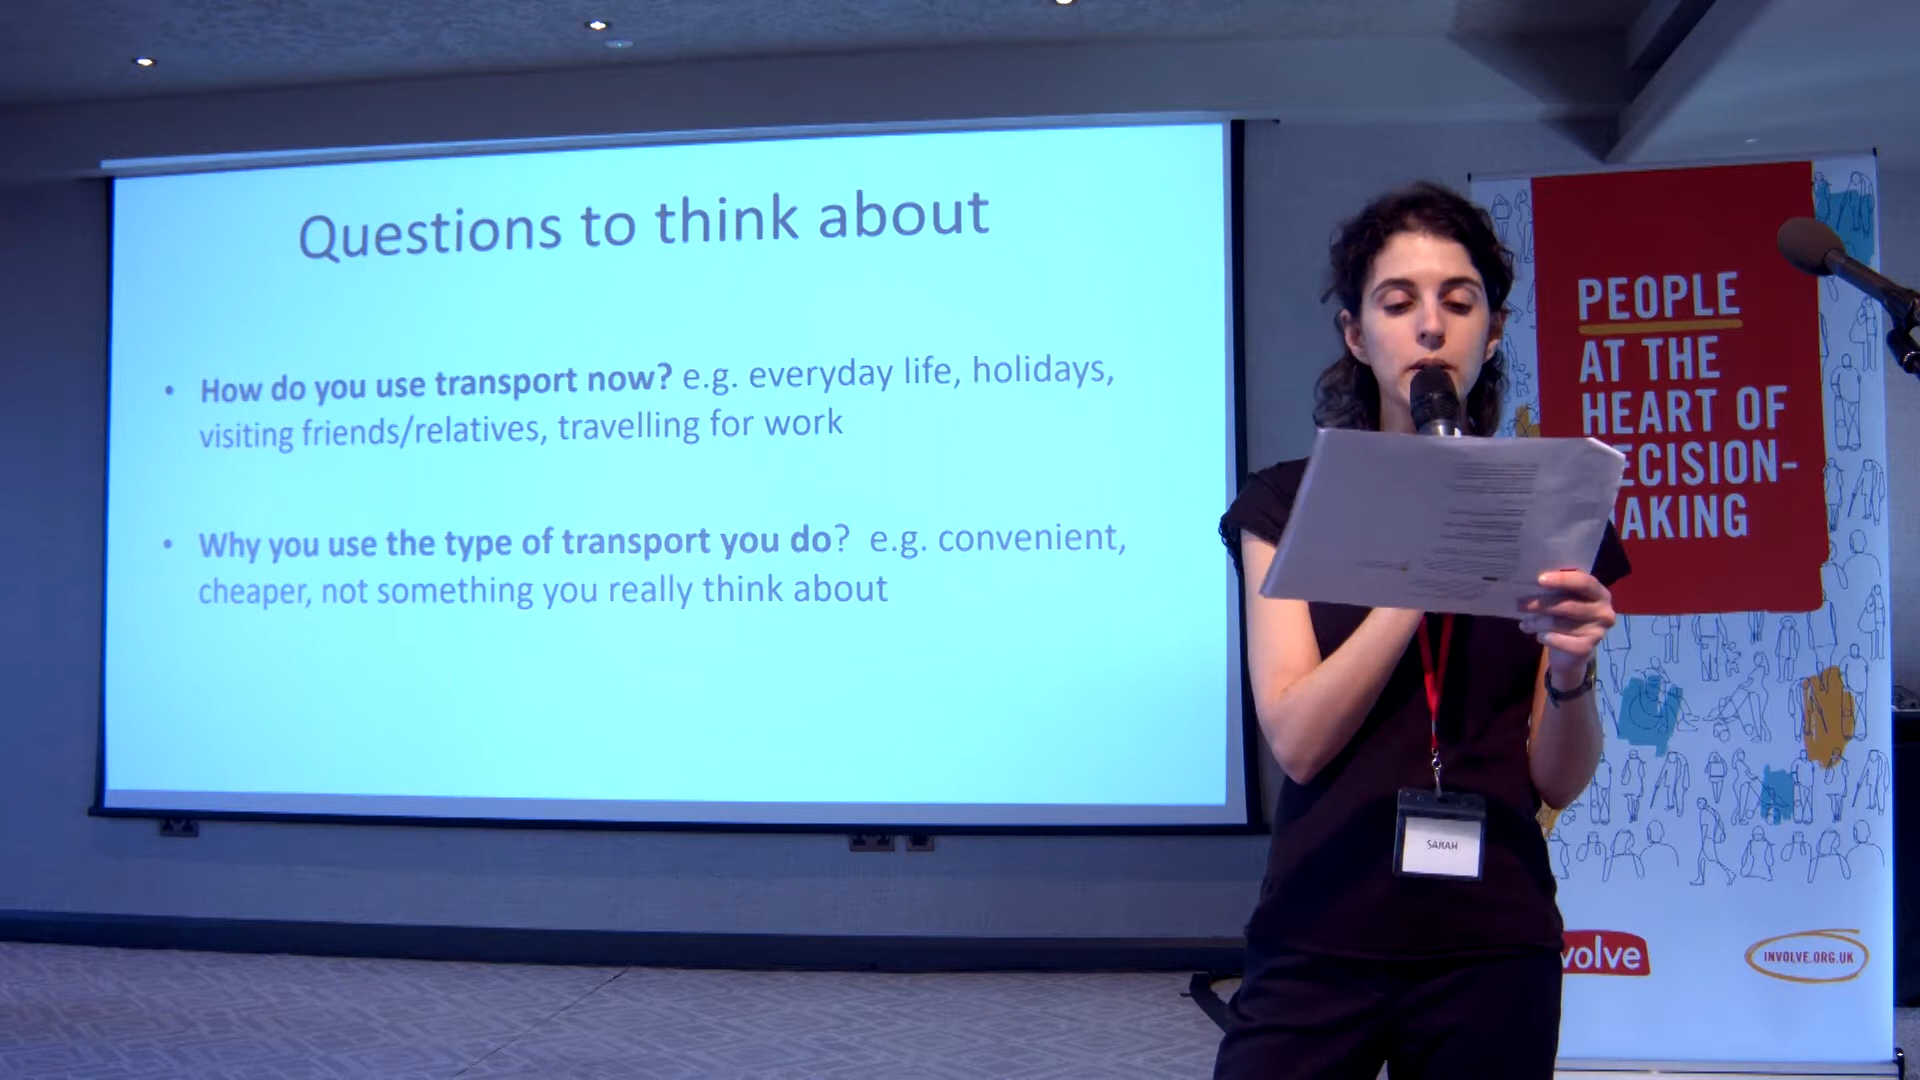 Questions to think about
• How do you use transport now? e.g. everyday life, holidays,
visiting friends/relatives, travelling for work
• Why you use the type of transport you do?  e.g. convenient,
cheaper, not something you really think about
PEOPLE
AT THE
HEART OF
ECISION-
AKING
SARAH
volve
INVOLVE.ORG.UK